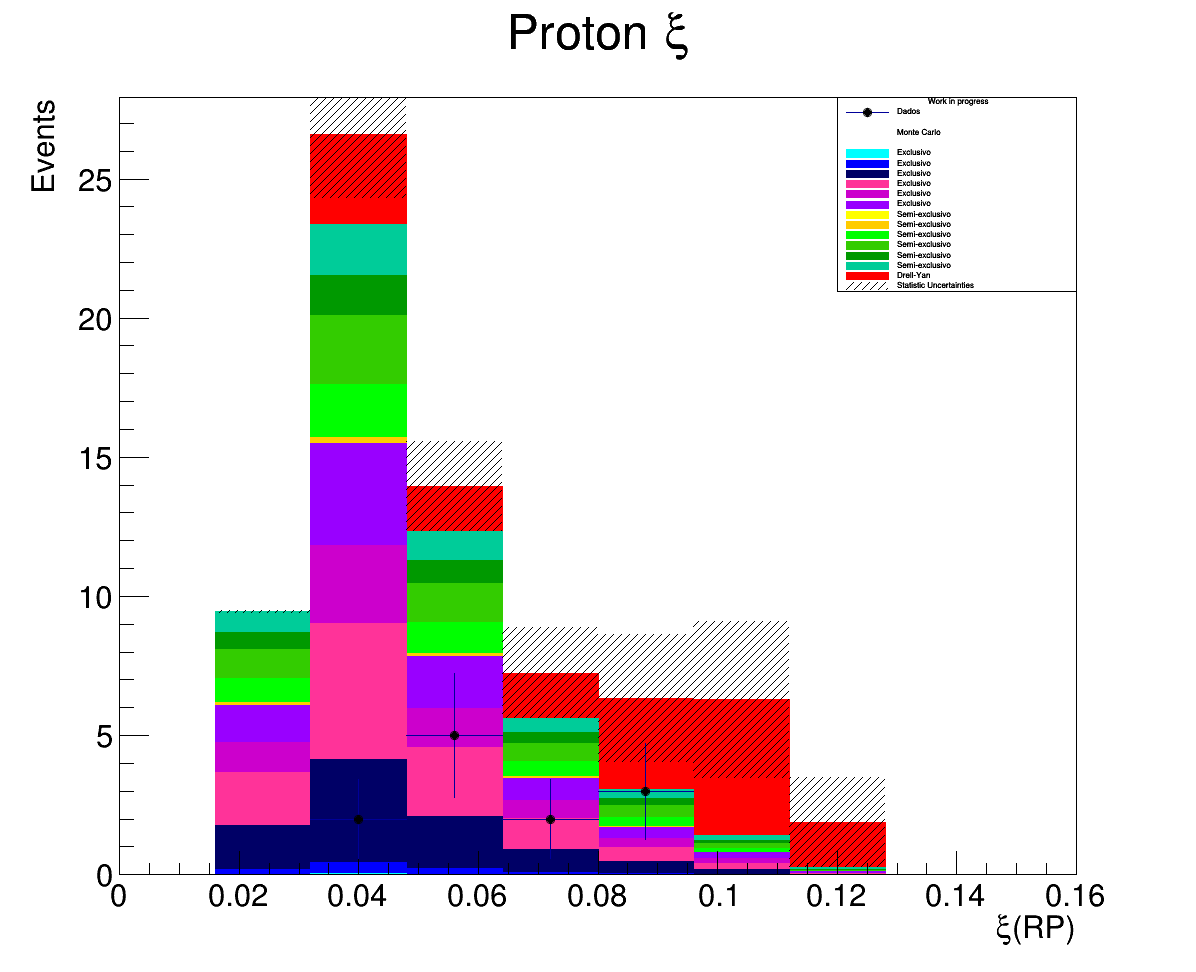 Proton ξ
Events
Work in progress
Dados
Monte Carlo
Exclusivo
Exclusivo
Exclusivo
Exclusivo
Exclusivo
Exclusivo
Semi-exclusivo
Semi-exclusivo
Semi-exclusivo
Semi-exclusivo
Semi-exclusivo
Semi-exclusivo
Drell-Yan
Statistic Uncertainties
25
20
15
10
5
0
0 0.02 0.04 0.06 0.08 0.1 0.12 0.14 0.16
ξ(RP)